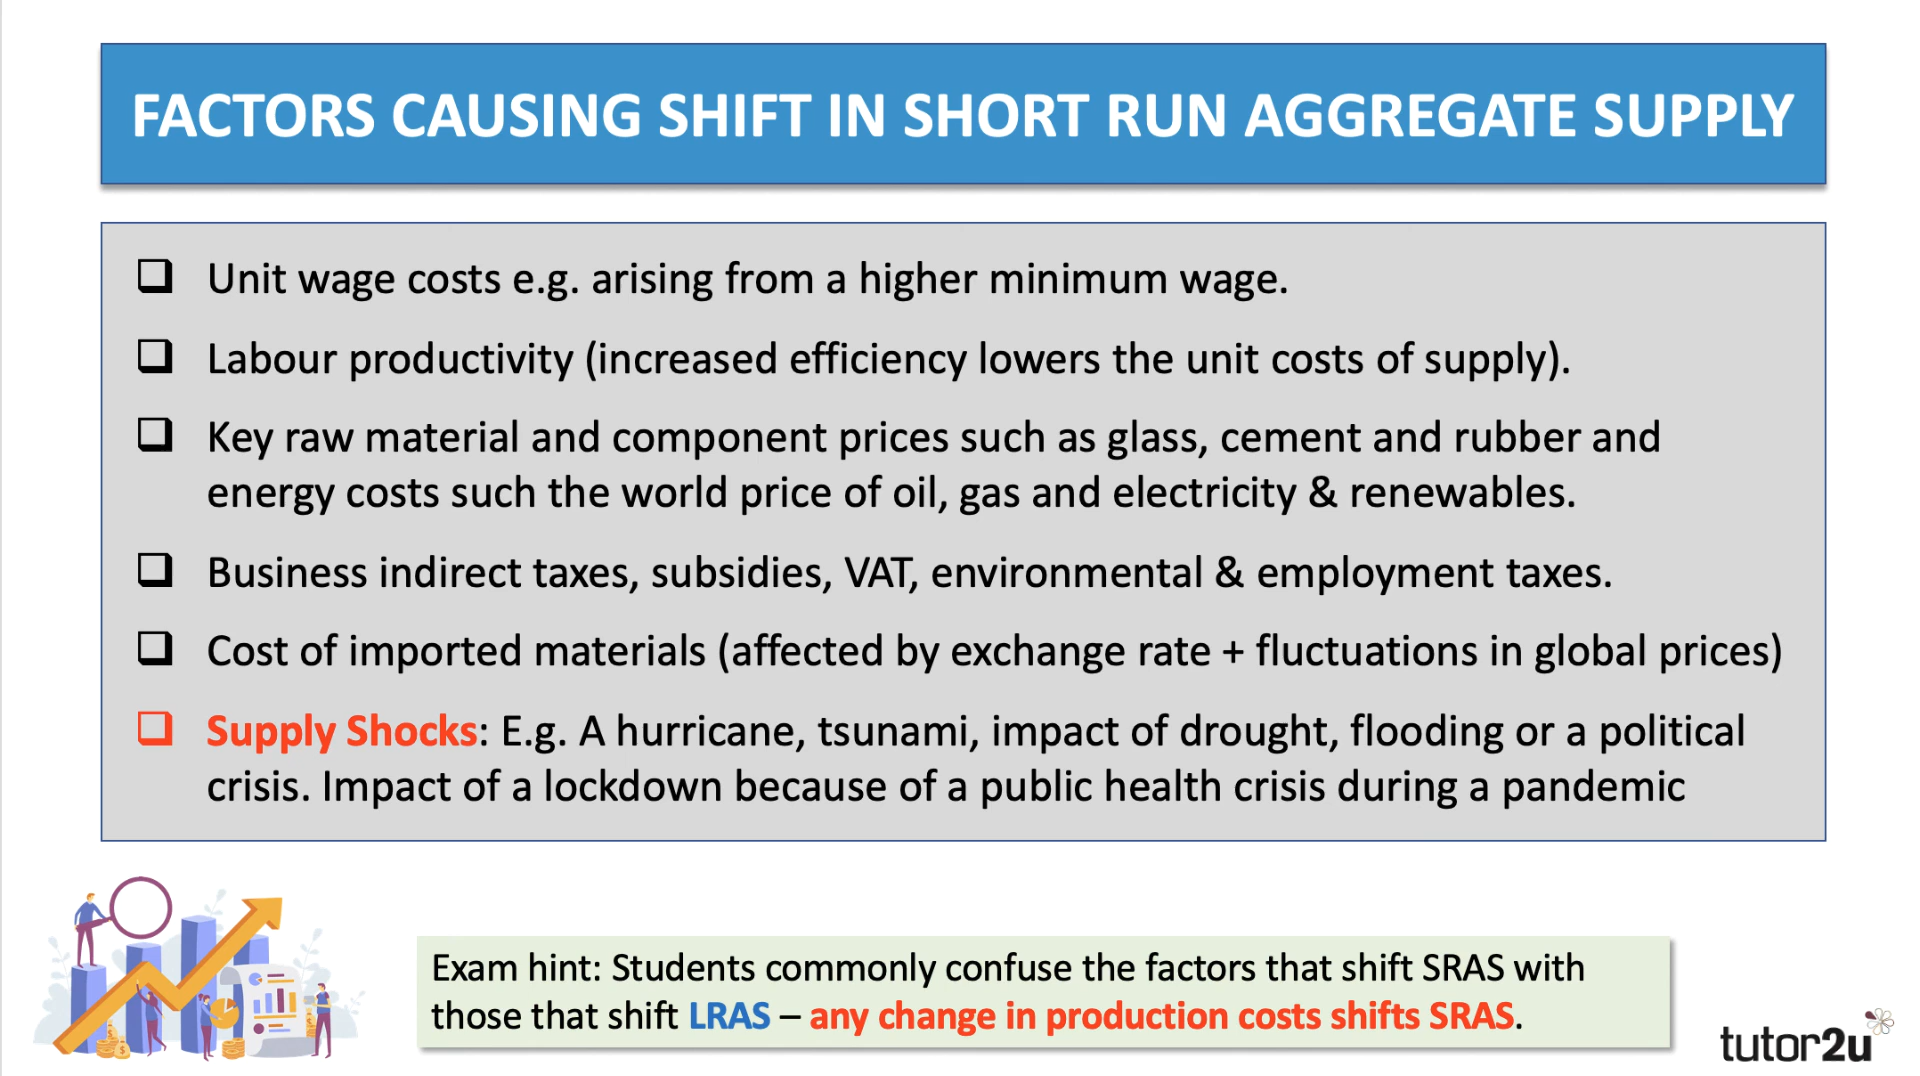 FACTORS CAUSING SHIFT IN SHORT RUN AGGREGATE SUPPLY
Unit wage costs e.g. arising from a higher minimum wage.
Labour productivity (increased efficiency lowers the unit costs of supply).
Key raw material and component prices such as glass, cement and rubber and
energy costs such the world price of oil, gas and electricity & renewables.
Business indirect taxes, subsidies, VAT, environmental & employment taxes.
Cost of imported materials (affected by exchange rate + fluctuations in global prices)
Supply Shocks: E.g. A hurricane, tsunami, impact of drought, flooding or a political
crisis. Impact of a lockdown because of a public health crisis during a pandemic
Exam hint: Students commonly confuse the factors that shift SRAS with
those that shift LRAS – any change in production costs shifts SRAS.
tutor2u